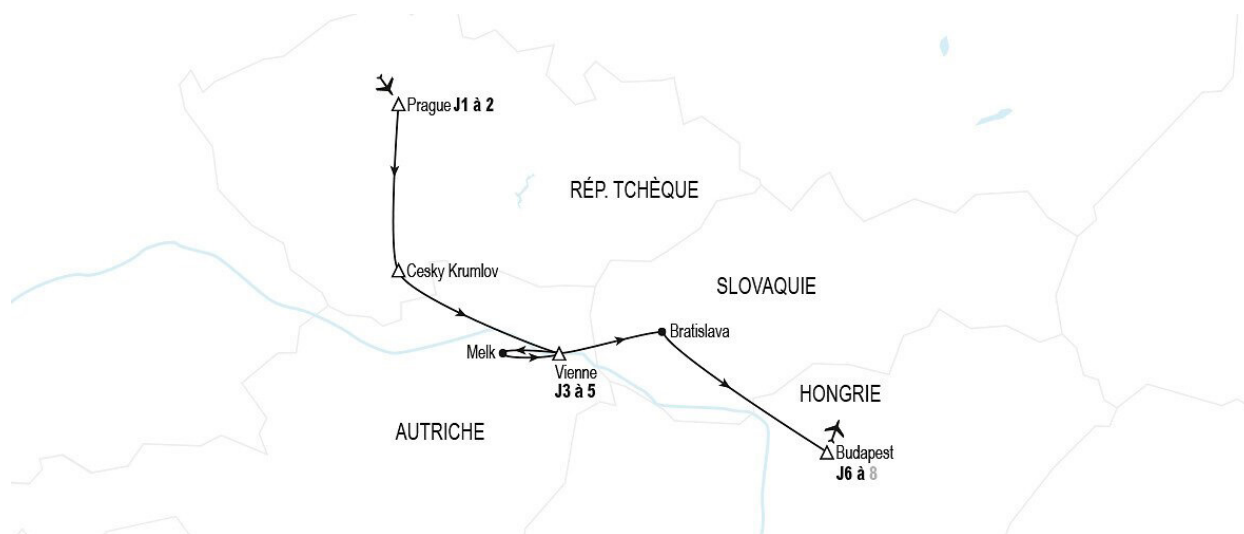 Prague J1 à 2
RÉP. TCHÈQUE
Cesky Krumlov
SLOVAQUIE
Bratislava
Melk
Vienne
J3 à 5
HONGRIE
AUTRICHE
Budapest
J6 à 8